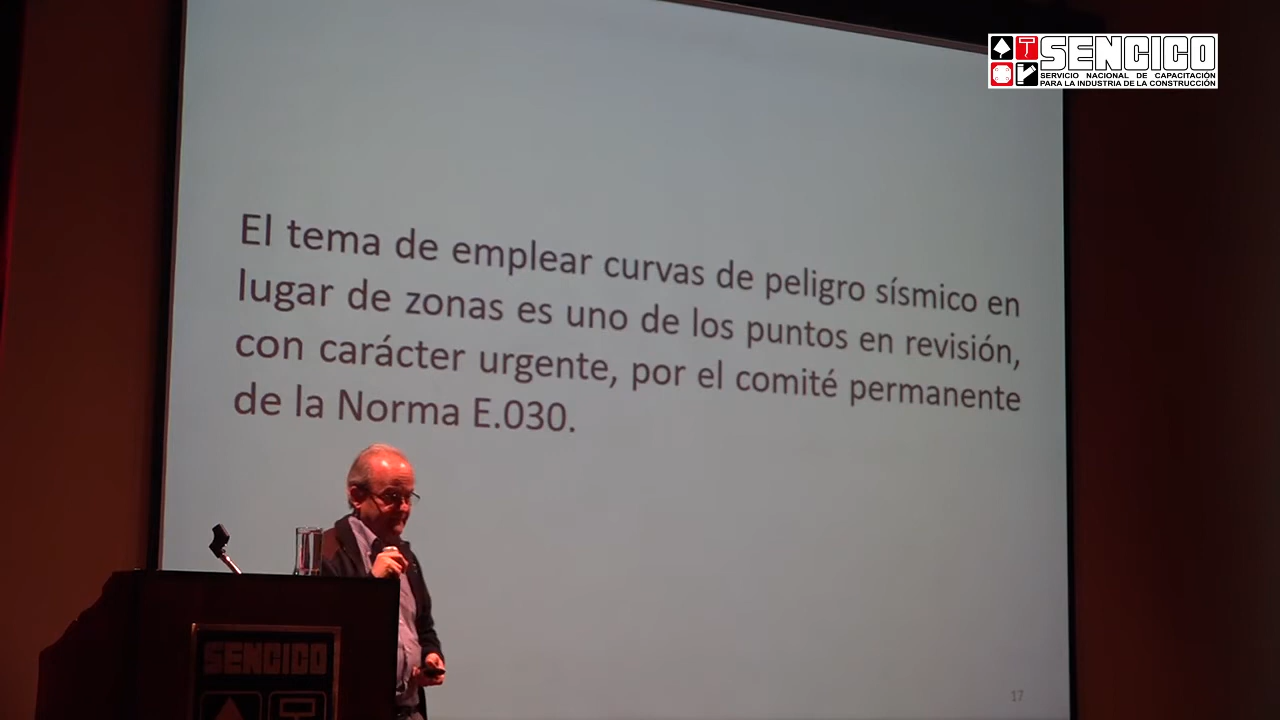 SENCICO
SERVICIO NACIONAL DE CAPACITACIÓN
PARA LA INDUSTRIA DE LA CONSTRUCCIÓN
El tema de emplear curvas de peligro sísmico en
lugar de zonas es uno de los puntos en revisión,
con carácter urgente, por el comité permanente
de la Norma E.030.
SENCICO
17